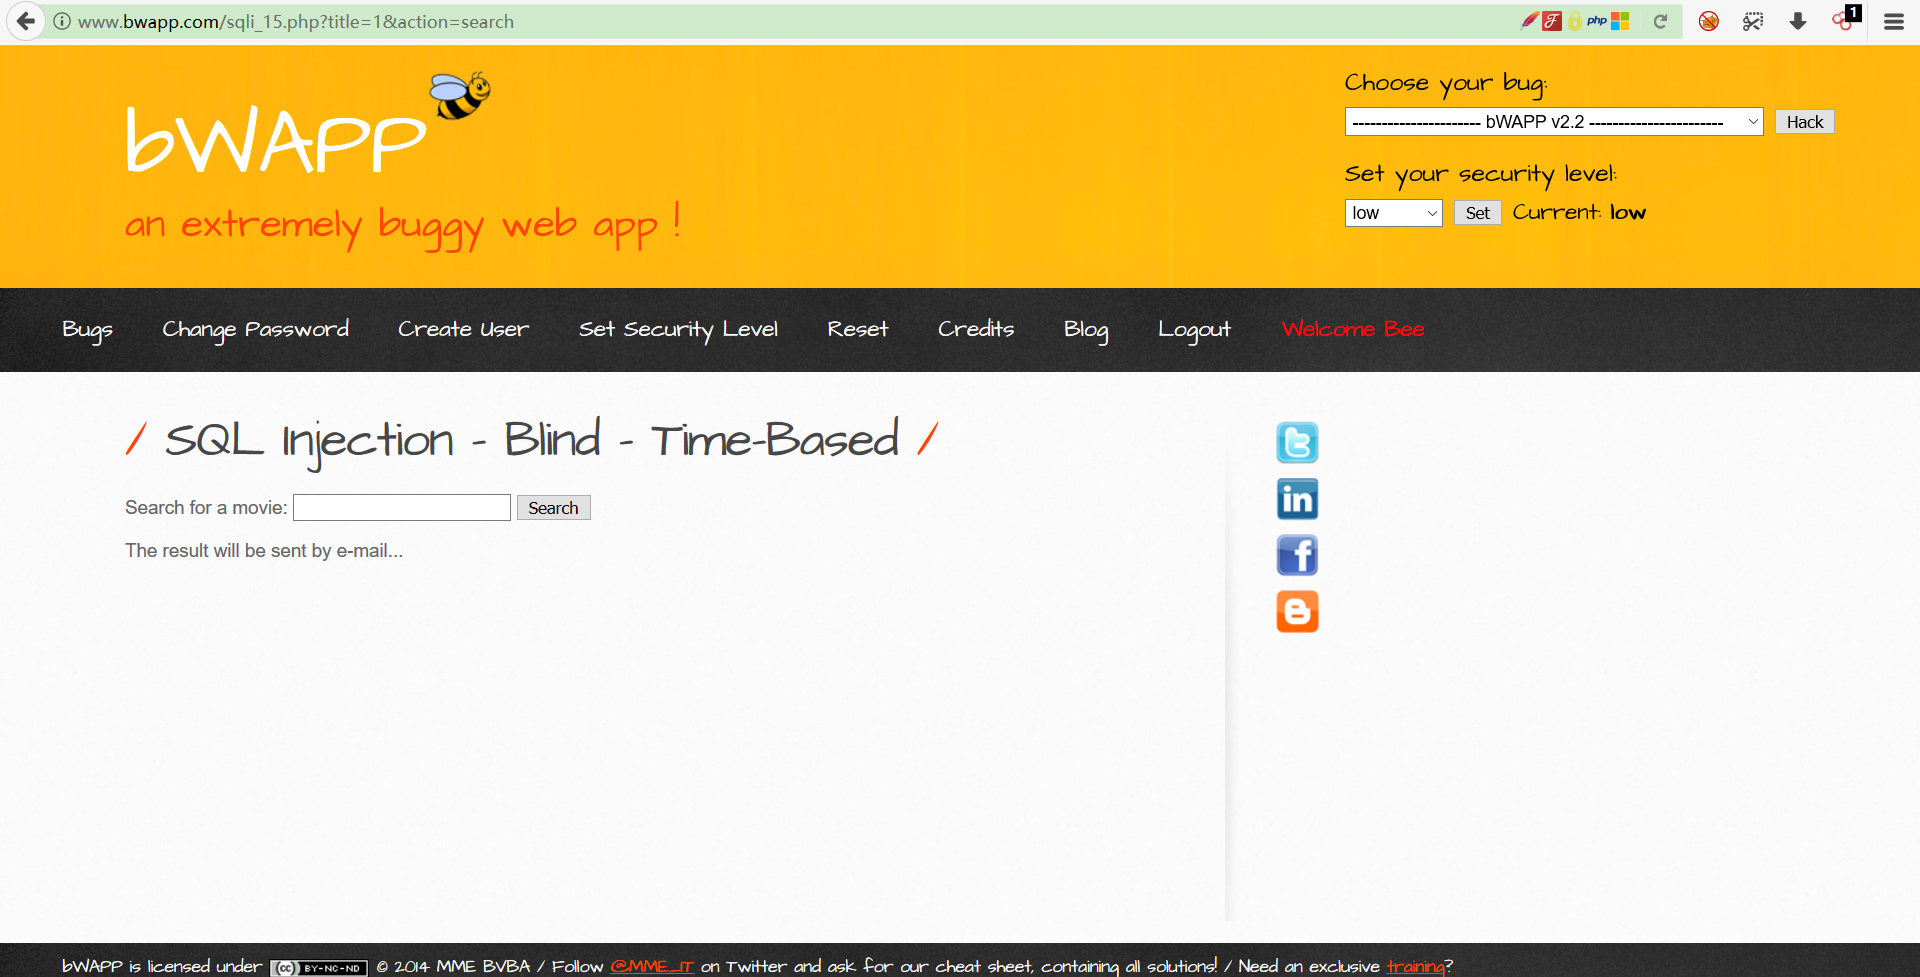 www.bwapp.com/sqli_15.php?title=1&action=search
php
1
bWAPP
an extremely buggy web app !
Choose your bug:
---------------------- bWAPP v2.2 -----------------------
Hack
Set your security level:
low
Set
Current: low
Bugs
Change Password
Create User
Set Security Level
Reset
Credits
Blog
Logout
Welcome Bee
/ SQL Injection - Blind - Time-Based /
Search for a movie:
Search
The result will be sent by e-mail...
bWAPP is licensed under (cc) BY-NC-ND © 2014 MME BVBA / Follow @MME_IT on Twitter and ask for our cheat sheet, containing all solutions! / Need an exclusive training?